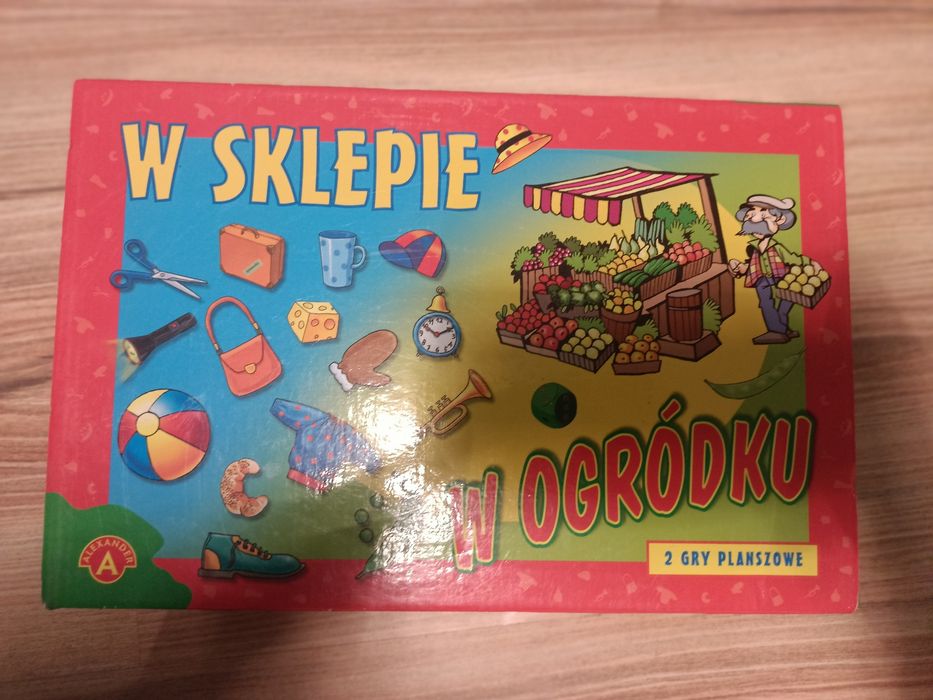 W SKLEPIE
W OGRÓDKU
2 GRY PLANSZOWE
ALEXANDER
A